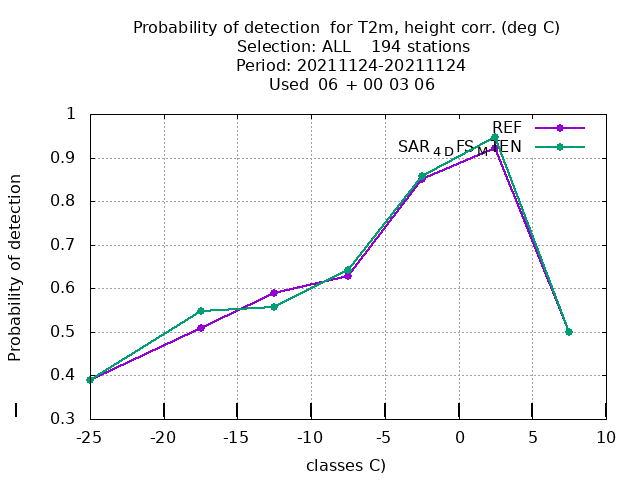 Probability of detection for T2m, height corr. (deg C)
Selection: ALL 194 stations
Period: 20211124-20211124
Used 06 + 00 03 06
REF
SAR4DFSMTEN
1
0.9
0.8
0.7
0.6
0.5
0.4
0.3
Probability of detection
-25 -20 -15 -10 -5 0 5 10
classes C)